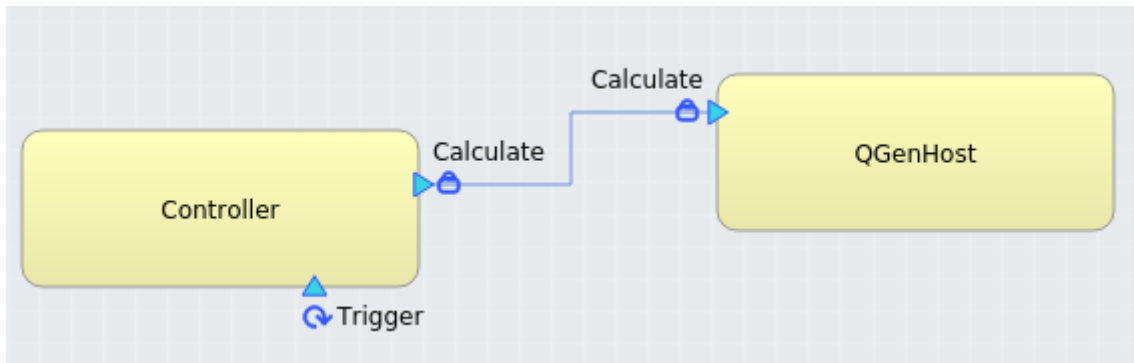 Calculate
Calculate
QGenHost
Controller
Trigger